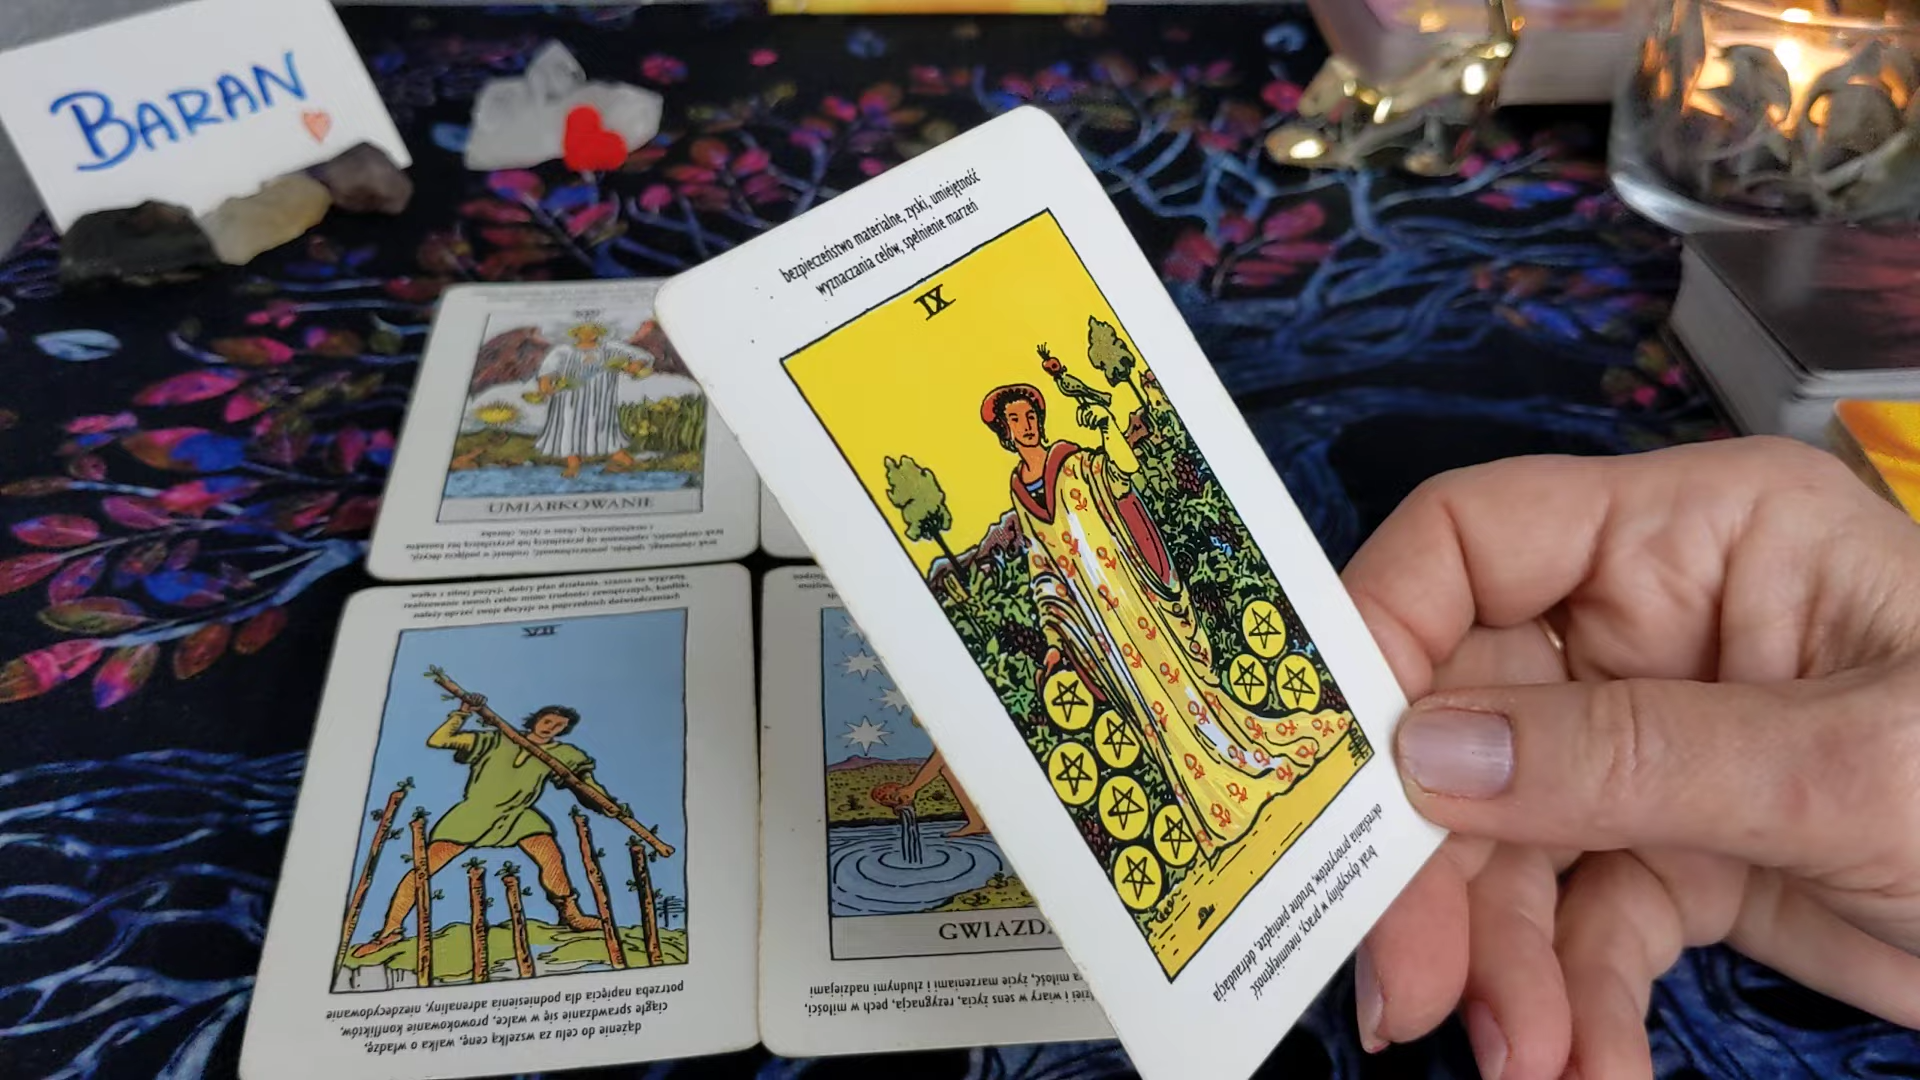 BARAN
bezpieczeństwo materialne, zyski, umiejętność
wyznaczania celów, spełnienie marzeń
IX
brak dyscypliny w pracy, nieumiejętność
określania priorytetów, brudne pieniądze, defraudacja
XIV
UMIARKOWANIE
walka z silnej pozycji, dobry plan działania, szansa na wygraną,
realizowanie swoich celów mimo trudności zewnętrznych, konflikt,
należy oprzeć swoje decyzje na poprzednich doświadczeniach
VII
dążenie do celu za wszelką cenę, walka o władzę,
ciągłe sprawdzanie się w walce, prowokowanie konfliktów,
potrzeba napięcia dla podniesienia adrenaliny, niezdecydowanie
GWIAZD
i wiary w sens życia, rezygnacja, pech w miłości,
miłość, życie marzeniami i złudnymi nadziejami